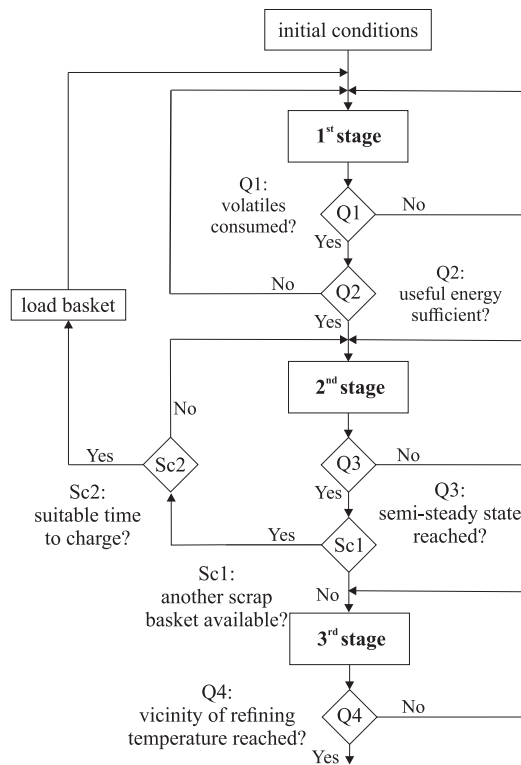 initial conditions
1st stage
Q1:
volatiles
consumed?
Q1
No
Yes
No
Q2
Q2:
useful energy
sufficient?
load basket
Yes
2nd stage
No
Yes
Sc2
Q3
No
Yes
Sc2:
suitable time
to charge?
Q3:
semi-steady state
reached?
Yes
Sc1
Sc1:
another scrap
basket available?
No
3rd stage
Q4:
vicinity of refining
temperature reached?
Q4
No
Yes